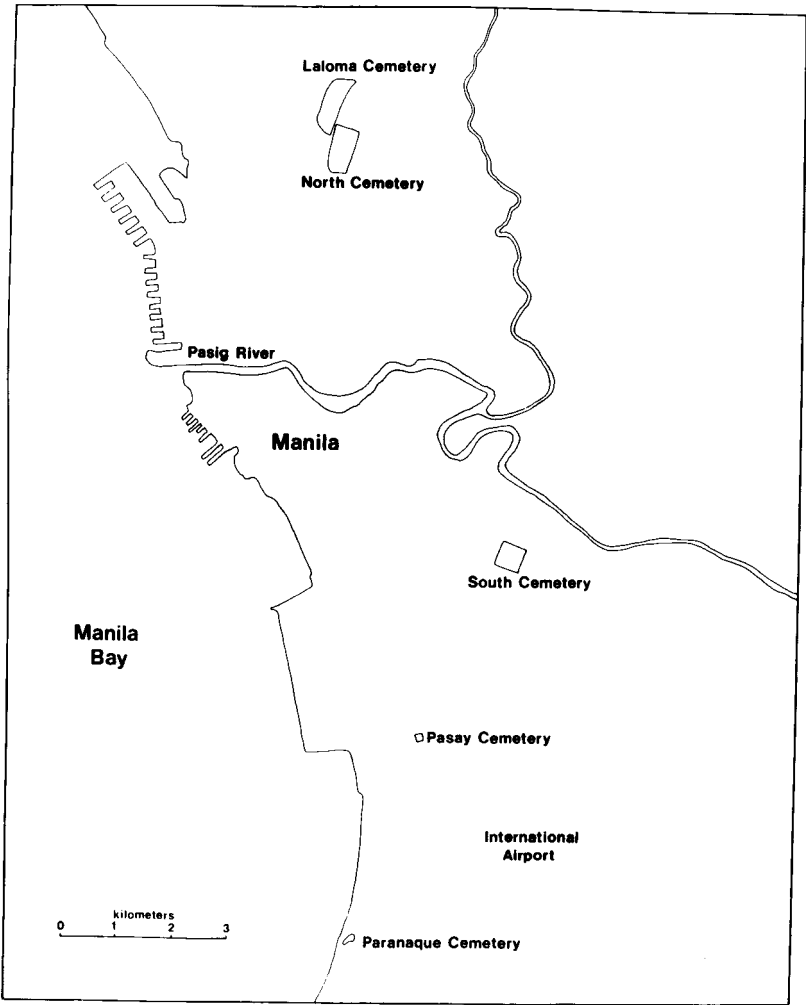 Laloma Cemetery
North Cemetery
Pasig River
Manila
South Cemetery
Manila
Bay
Pasay Cemetery
International
Airport
kilometers
0 1 2 3
Paranaque Cemetery